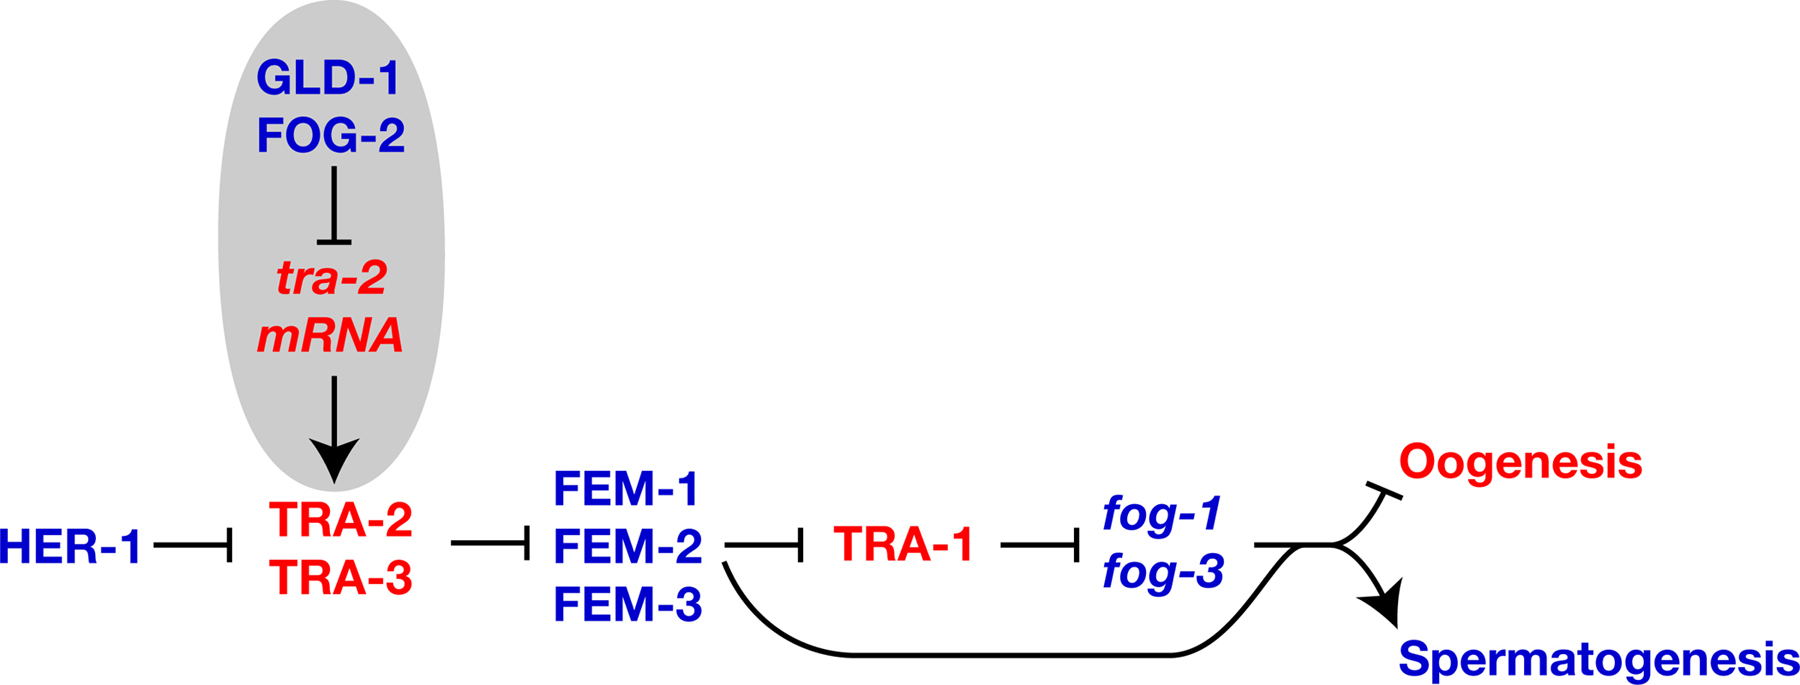 GLD-1
FOG-2
tra-2
mRNA
HER-1
TRA-2
TRA-3
FEM-1
FEM-2
FEM-3
TRA-1
fog-1
fog-3
Oogenesis
Spermatogenesis